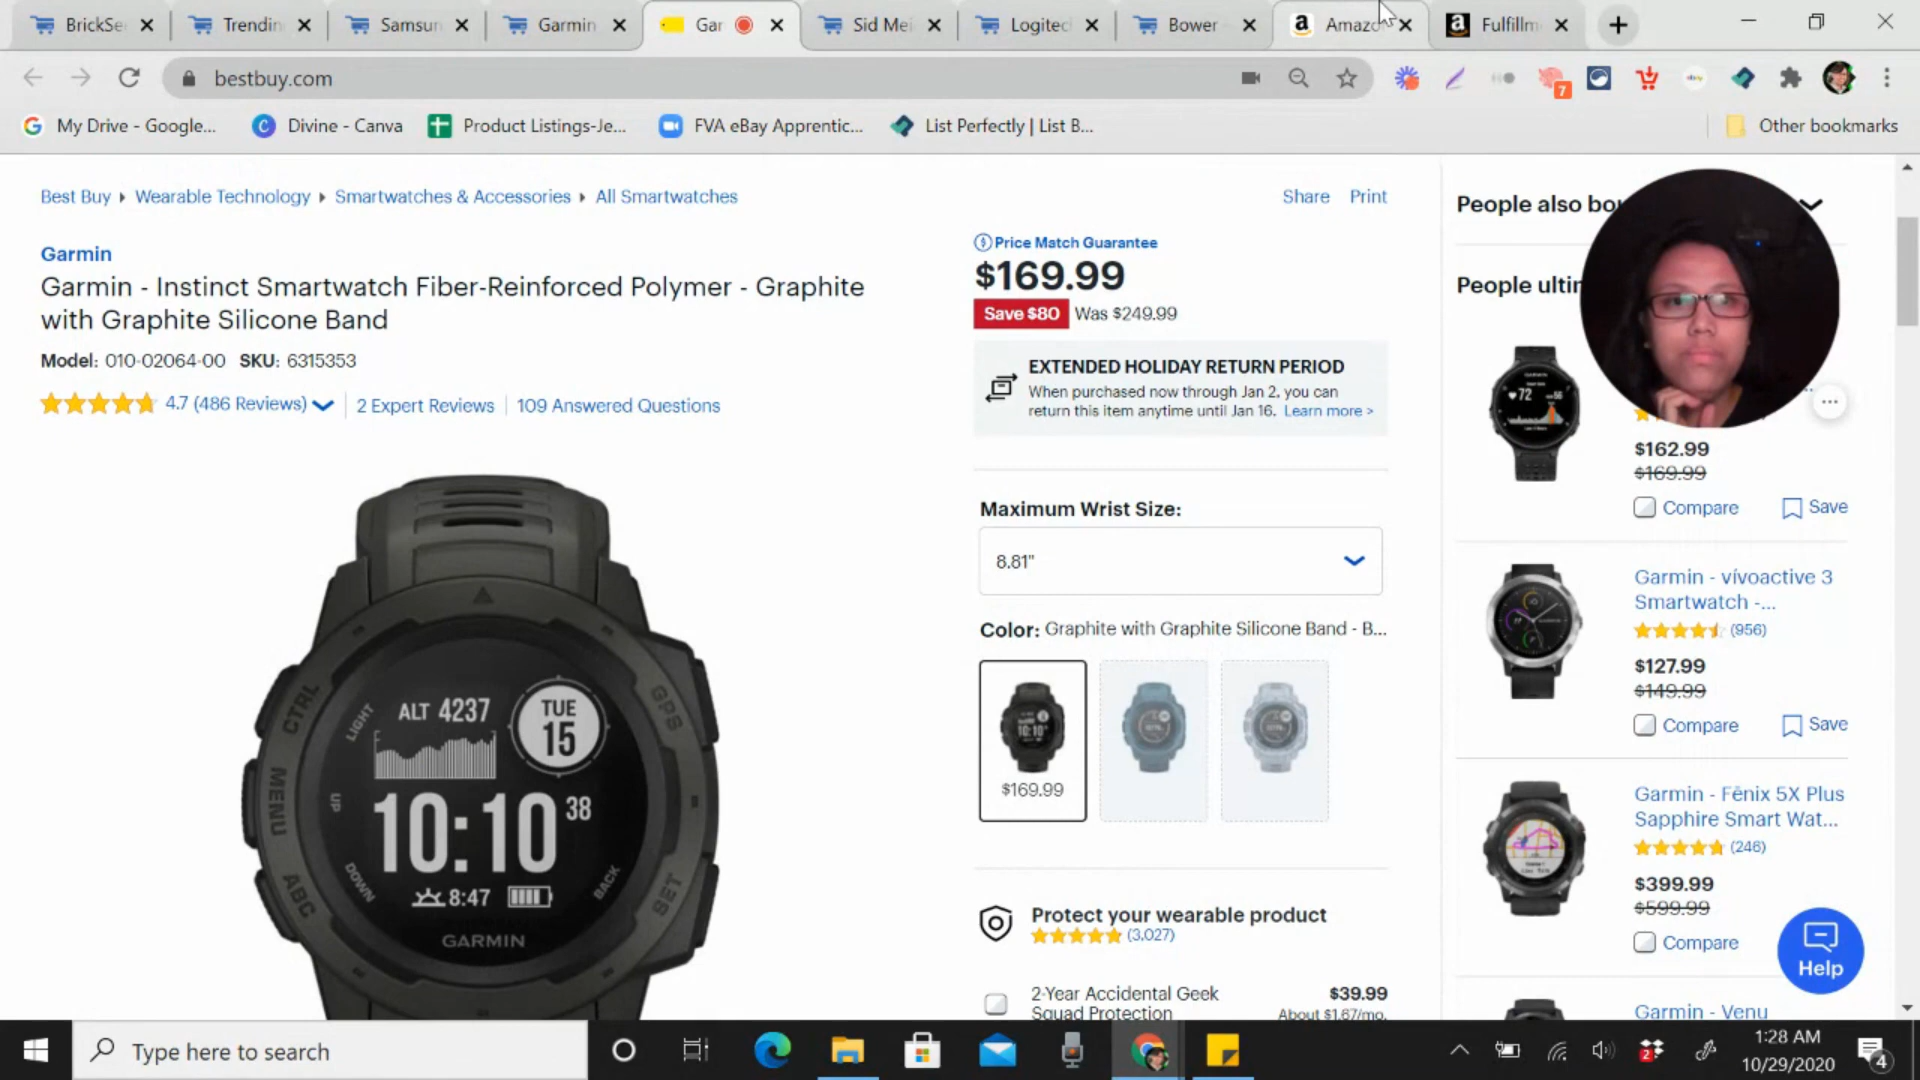 BrickSe
Trendin
Samsun
Garmin
Gar
Sid Mei
Logitec
Bower
Amazo
Fulfillm
bestbuy.com
7
My Drive - Google...
Divine - Canva
Product Listings-Je...
FVA eBay Apprentic...
List Perfectly | List B...
Other bookmarks
Best Buy
Wearable Technology
Smartwatches & Accessories
All Smartwatches
Share
Print
Garmin
Garmin - Instinct Smartwatch Fiber-Reinforced Polymer - Graphite
with Graphite Silicone Band
Model: 010-02064-00 SKU: 6315353
4.7 (486 Reviews)
2 Expert Reviews
109 Answered Questions
ALT 4237
TUE
15
10:10 38
8:47
GARMIN
CTRL
LIGHT
GPS
MENU
UP
ABC
DOWN
BACK
SET
Price Match Guarantee
$169.99
Save $80 Was $249.99
EXTENDED HOLIDAY RETURN PERIOD
When purchased now through Jan 2, you can
return this item anytime until Jan 16. Learn more >
Maximum Wrist Size:
8.81"
Color: Graphite with Graphite Silicone Band - B...
$169.99
Protect your wearable product
(3,027)
2-Year Accidental Geek
Squad Protection
$39.99
About $1.67/mo.
People also bou
People ultim
72
$162.99
$169.99
Compare
Save
Garmin - vívoactive 3
Smartwatch -...
(956)
$127.99
$149.99
Compare
Save
Garmin - Fēnix 5X Plus
Sapphire Smart Wat...
(246)
$399.99
$599.99
Compare
Help
Garmin - Venu
Type here to search
2
1:28 AM
10/29/2020
4